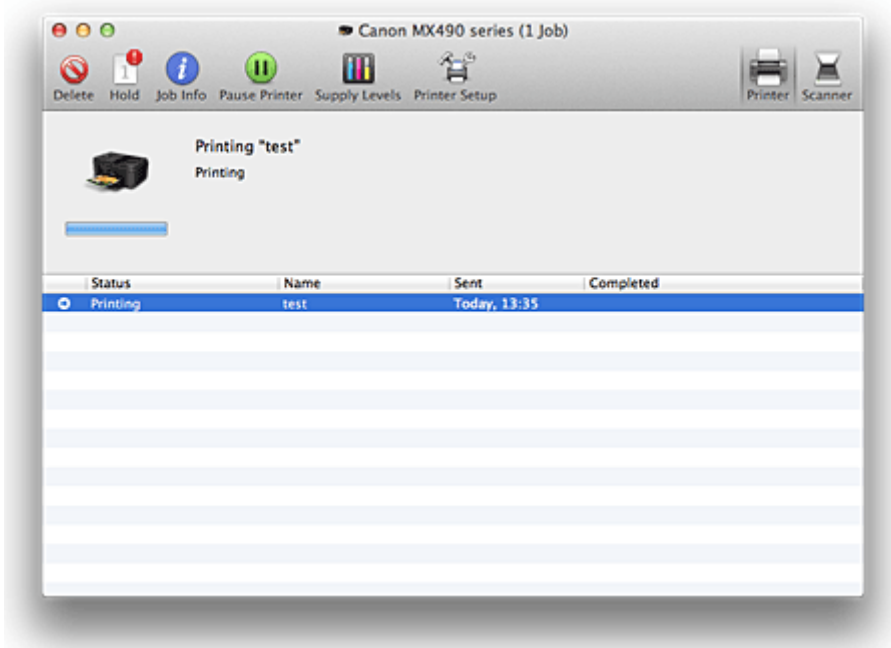 Canon MX490 series (1 Job)
1
Delete Hold Job Info Pause Printer Supply Levels Printer Setup Printer Scanner
Printing "test"
Printing
Status Name Sent Completed
Printing test Today, 13:35